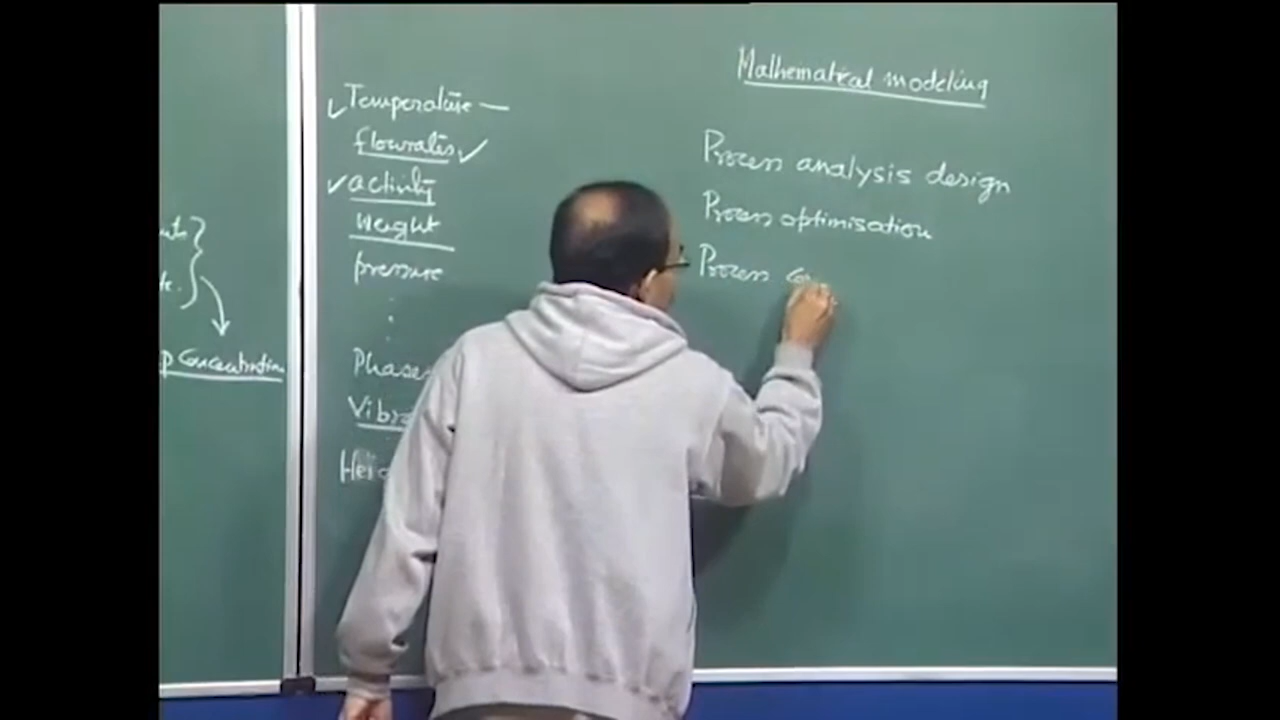 Concentration
✓ Temperature —
flowrates ✓
✓ activity
Weight
pressure
Mathematical modeling
Process analysis design
Process optimisation
Process